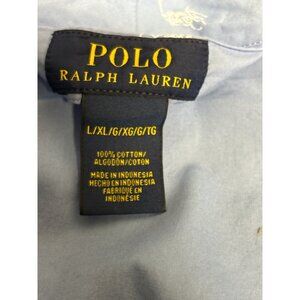 POLO
RALPH LAUREN
L/XL/G/XG/G/TG
100% COTTON/
ALGODÓN/COTON
MADE IN INDONESIA
HECHO EN INDONESIA
FABRIQUÉ EN
INDONÉSIE